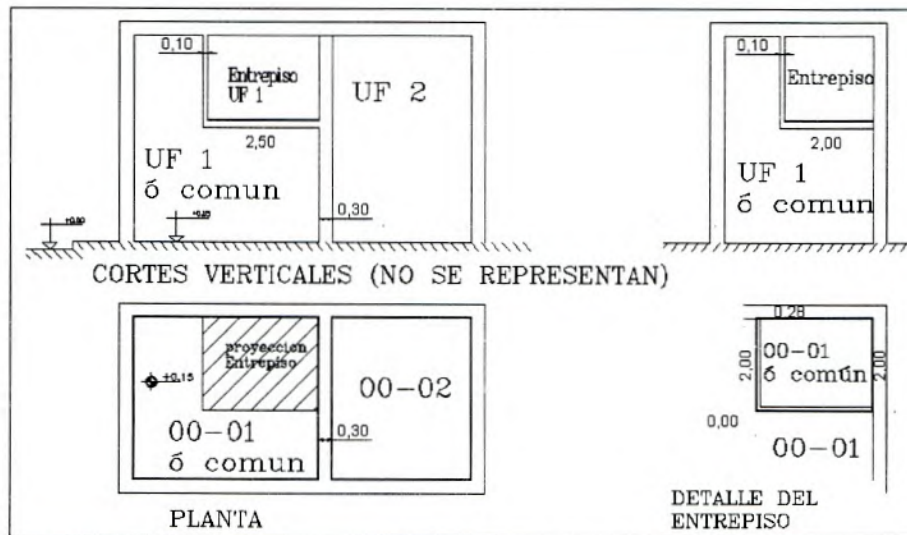 0,10
Entrepiso
UF 1
UF 2
2,50
UF 1
ó comun
0,30
0,10
Entrepiso
2,00
UF 1
ó comun
CORTES VERTICALES (NO SE REPRESENTAN)
proyeccion
Entrepiso
+0,15
00-01
ó comun
0,30
00-02
PLANTA
0,28
2,00
00-01
ó común
2,00
0,00
00-01
DETALLE DEL
ENTREPISO